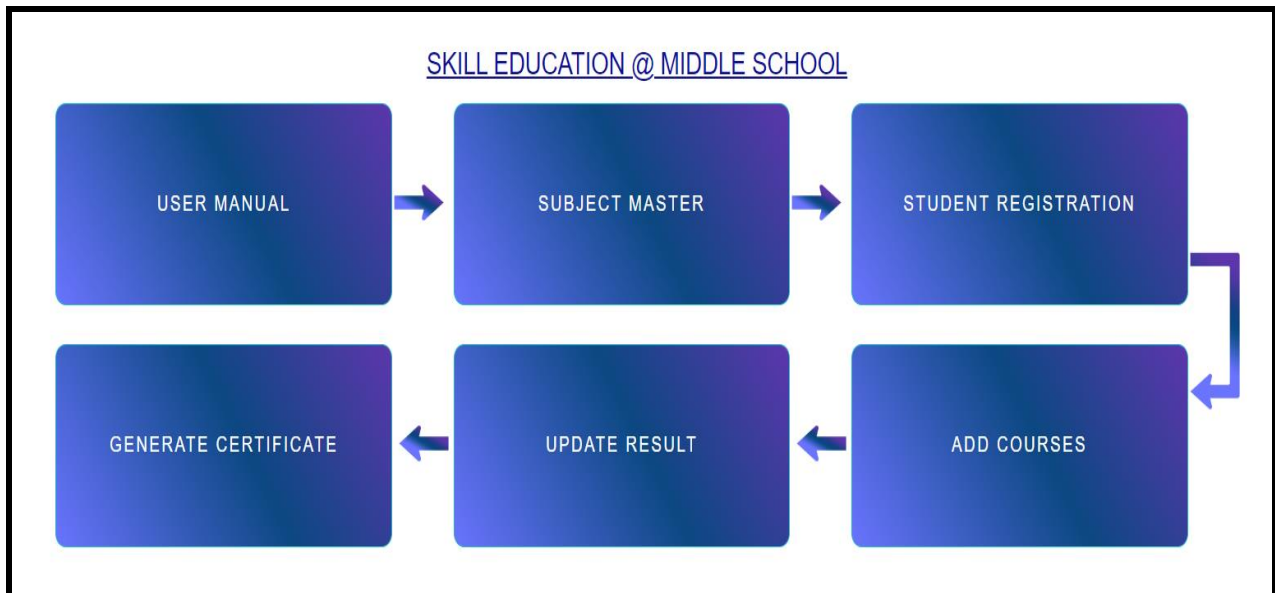 SKILL EDUCATION @ MIDDLE SCHOOL
USER MANUAL
SUBJECT MASTER
STUDENT REGISTRATION
ADD COURSES
UPDATE RESULT
GENERATE CERTIFICATE